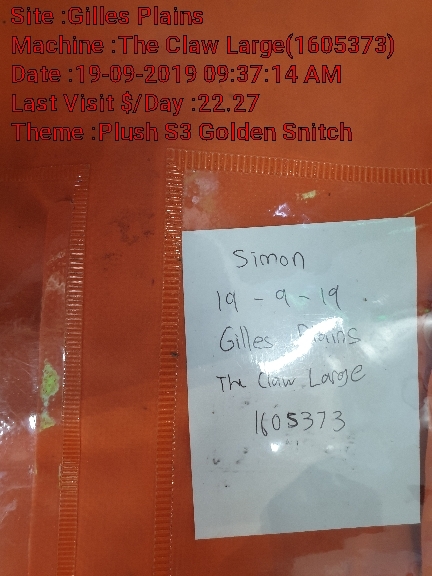 Site :Gilles Plains
Machine :The Claw Large(1605373)
Date :19-09-2019 09:37:14 AM
Last Visit $/Day :22.27
Theme :Plush S3 Golden Snitch
Simon
19 - 9 - 19 .
Gilles Plains
The Claw Large
1605373